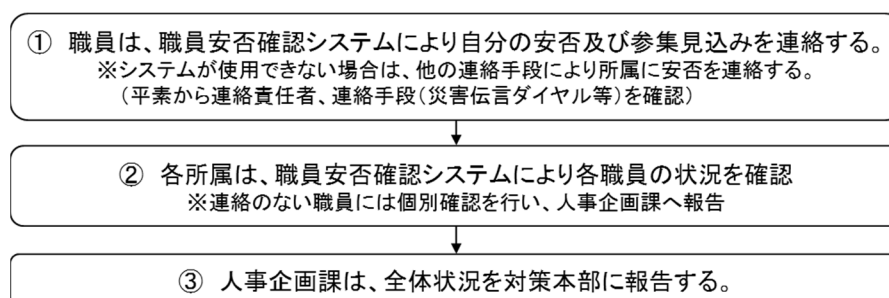 ① 職員は、職員安否確認システムにより自分の安否及び参集見込みを連絡する。
※システムが使用できない場合は、他の連絡手段により所属に安否を連絡する。
（平素から連絡責任者、連絡手段（災害伝言ダイヤル等）を確認）
② 各所属は、職員安否確認システムにより各職員の状況を確認
※連絡のない職員には個別確認を行い、人事企画課へ報告
③ 人事企画課は、全体状況を対策本部に報告する。